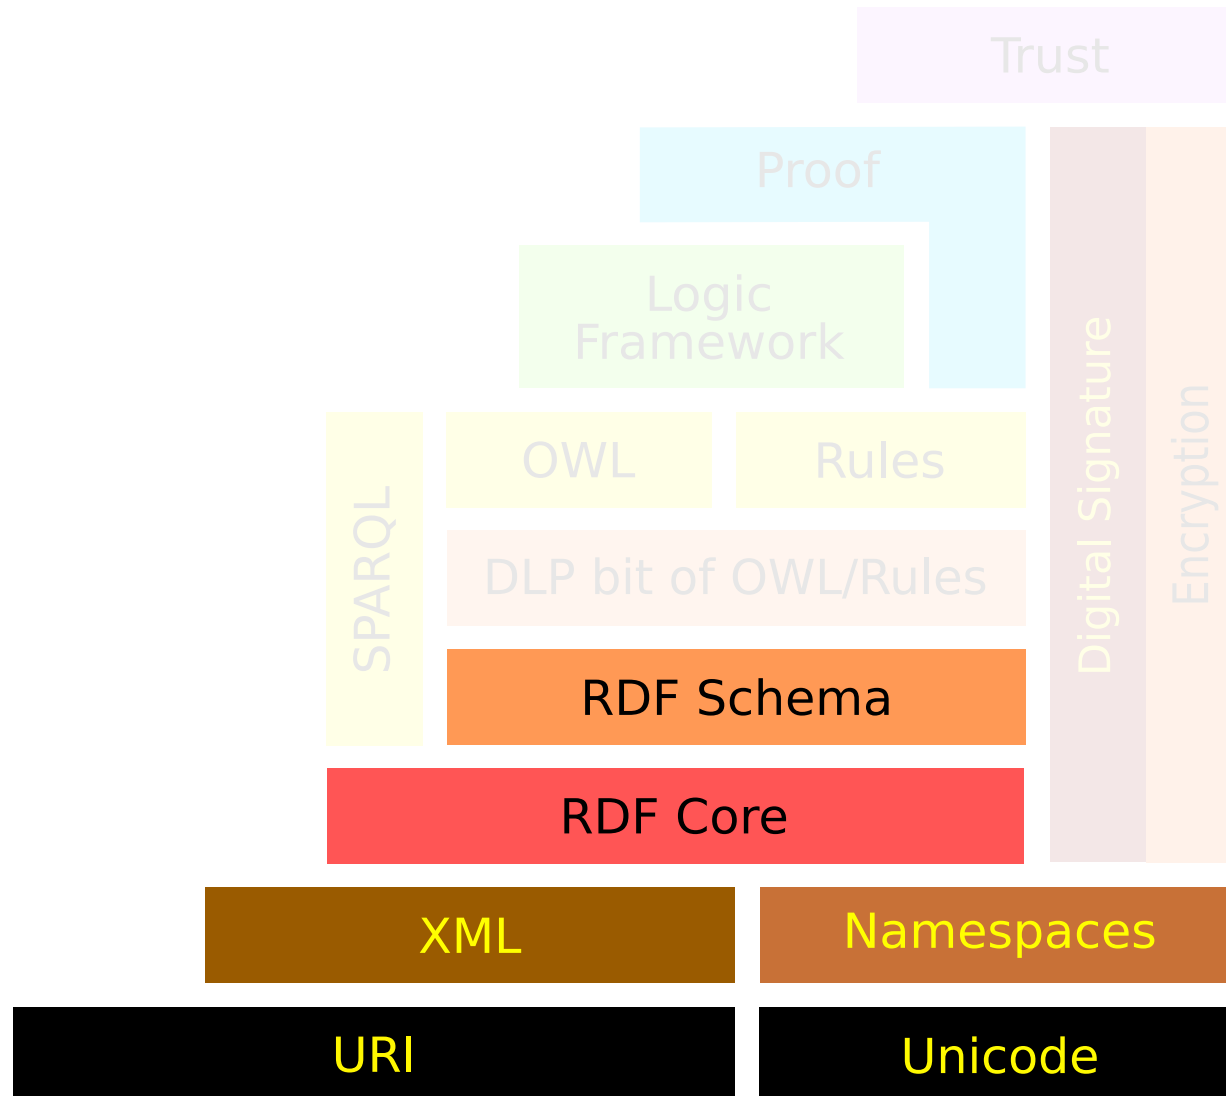 Trust
Proof
Logic
Framework
OWL
Rules
SPARQL
DLP bit of OWL/Rules
Digital Signature
Encryption
RDF Schema
RDF Core
XML
Namespaces
URI
Unicode